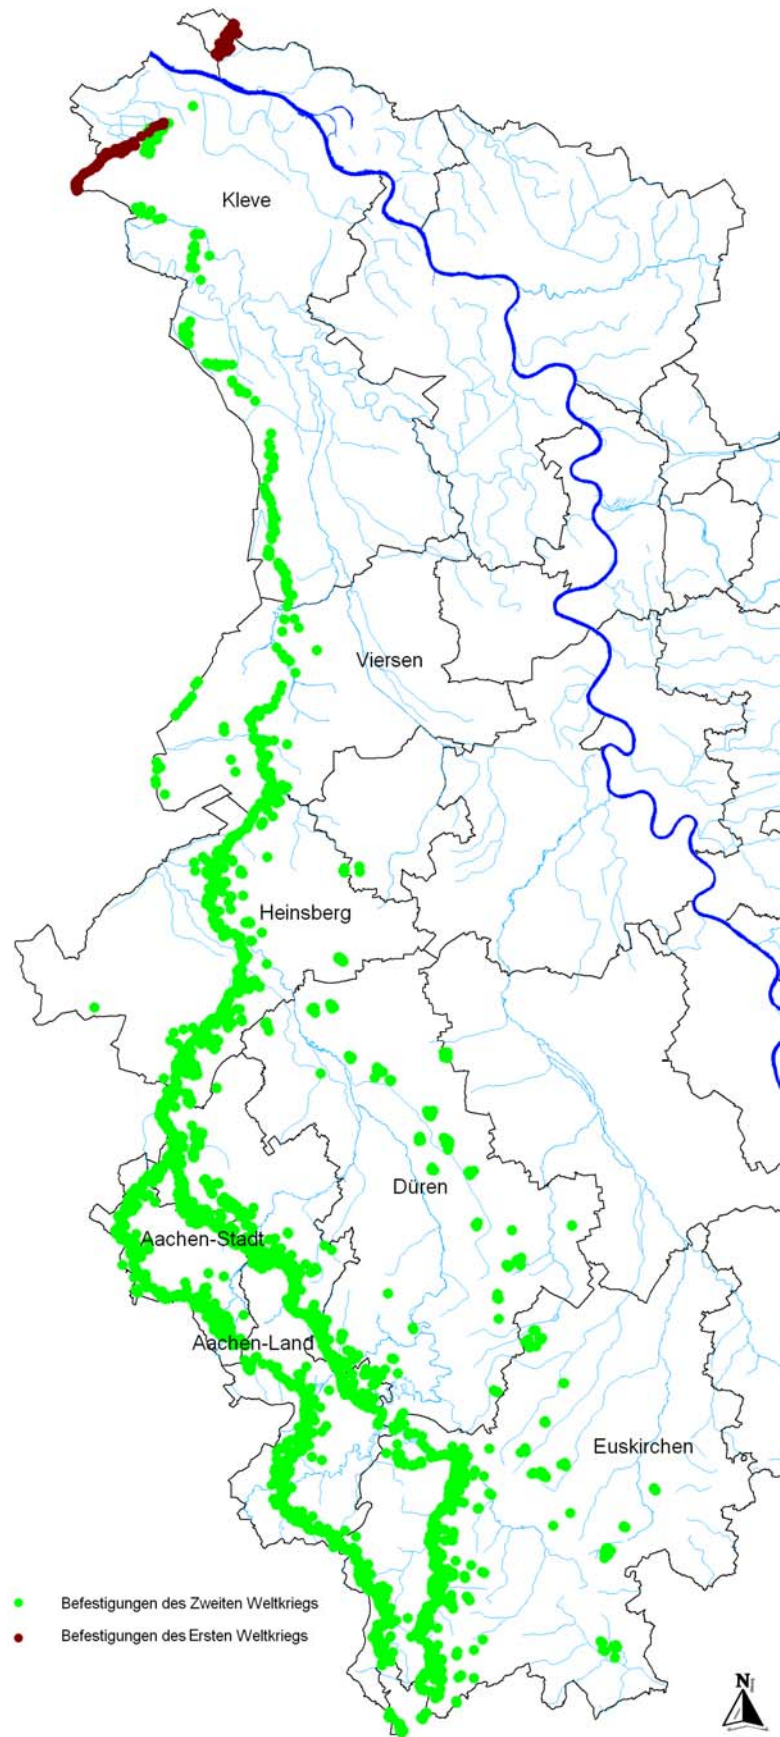 Kleve
Viersen
Heinsberg
Düren
Aachen-Stadt
Aachen-Land
Euskirchen
Befestigungen des Zweiten Weltkriegs
Befestigungen des Ersten Weltkriegs
N